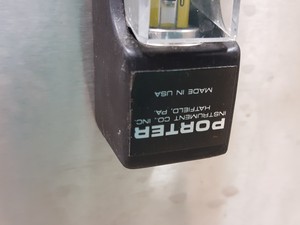 PORTER
INSTRUMENT CO., INC.
HATFIELD, PA.
MADE IN USA